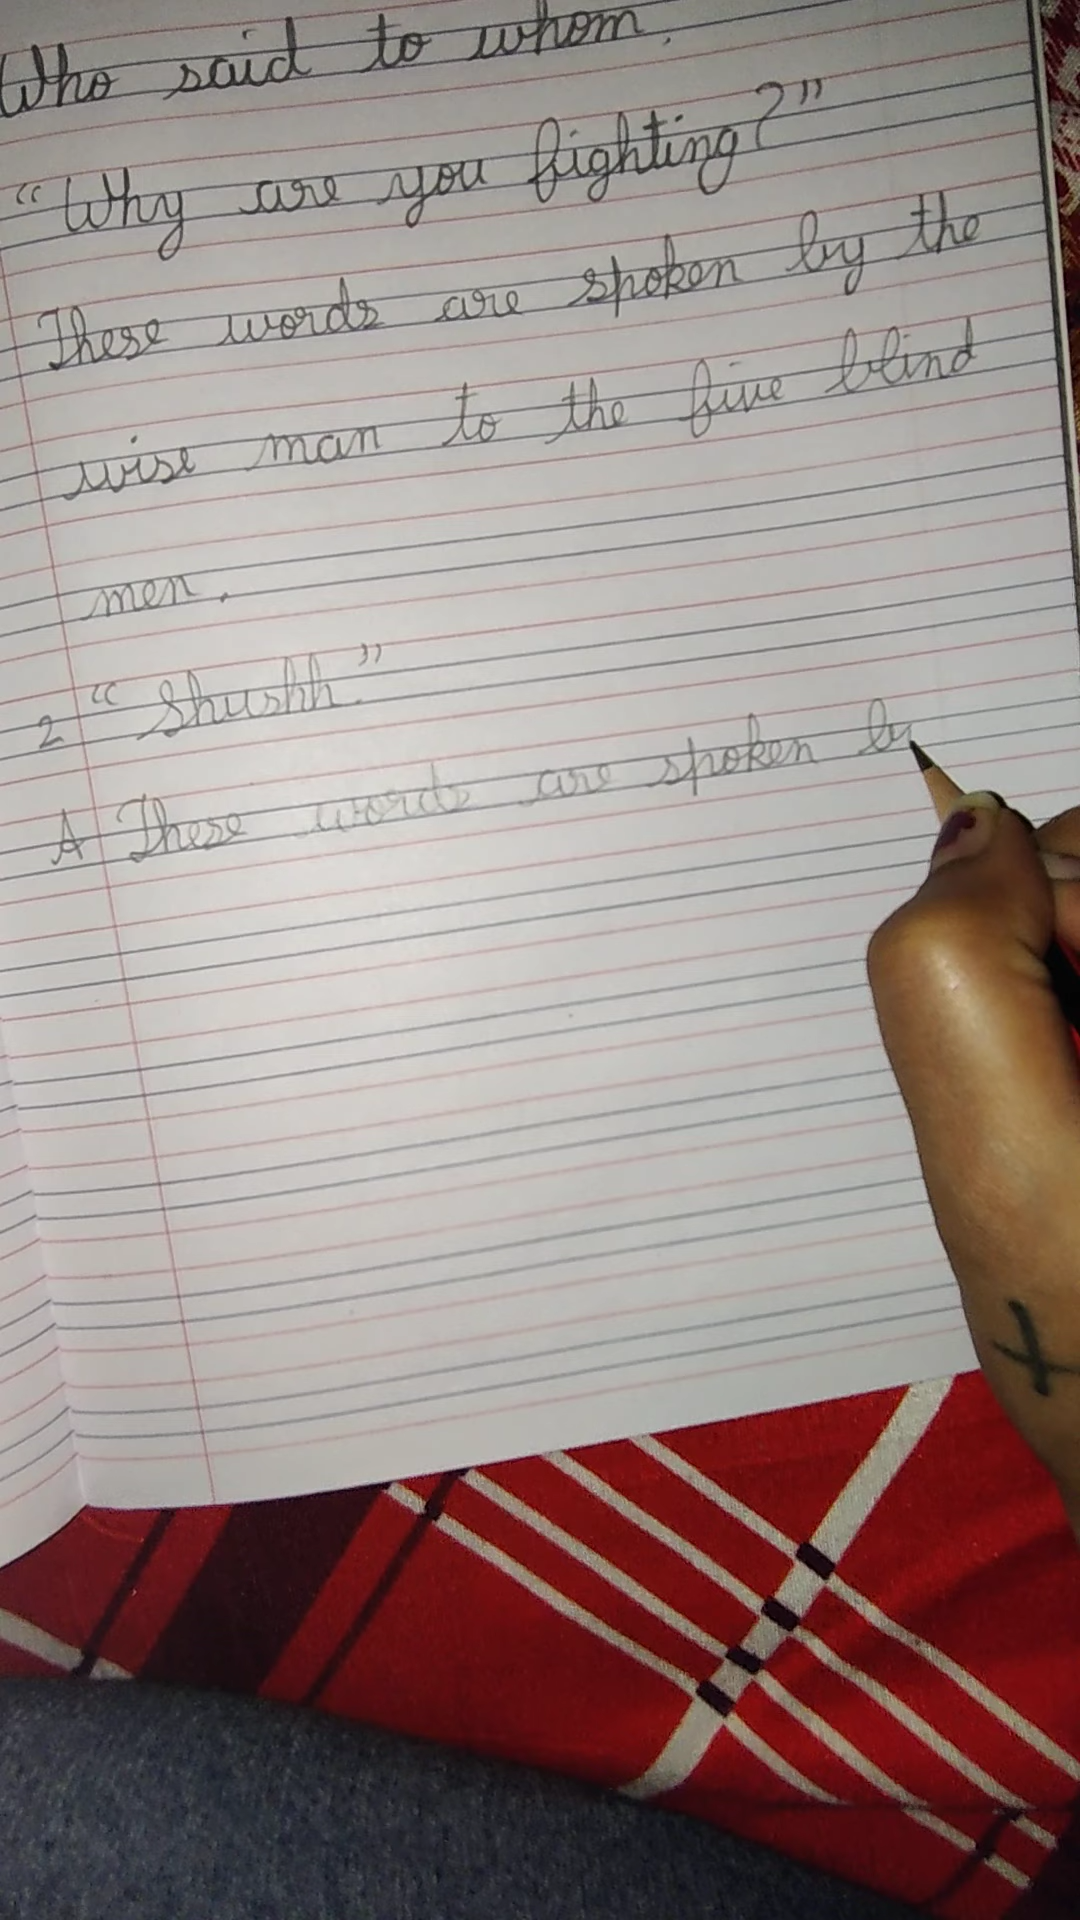 Who said to whom.
"Why are you fighting?"
These words are spoken by the
wise man to the five blind
men.
2 "Shushh."
A These words are spoken by